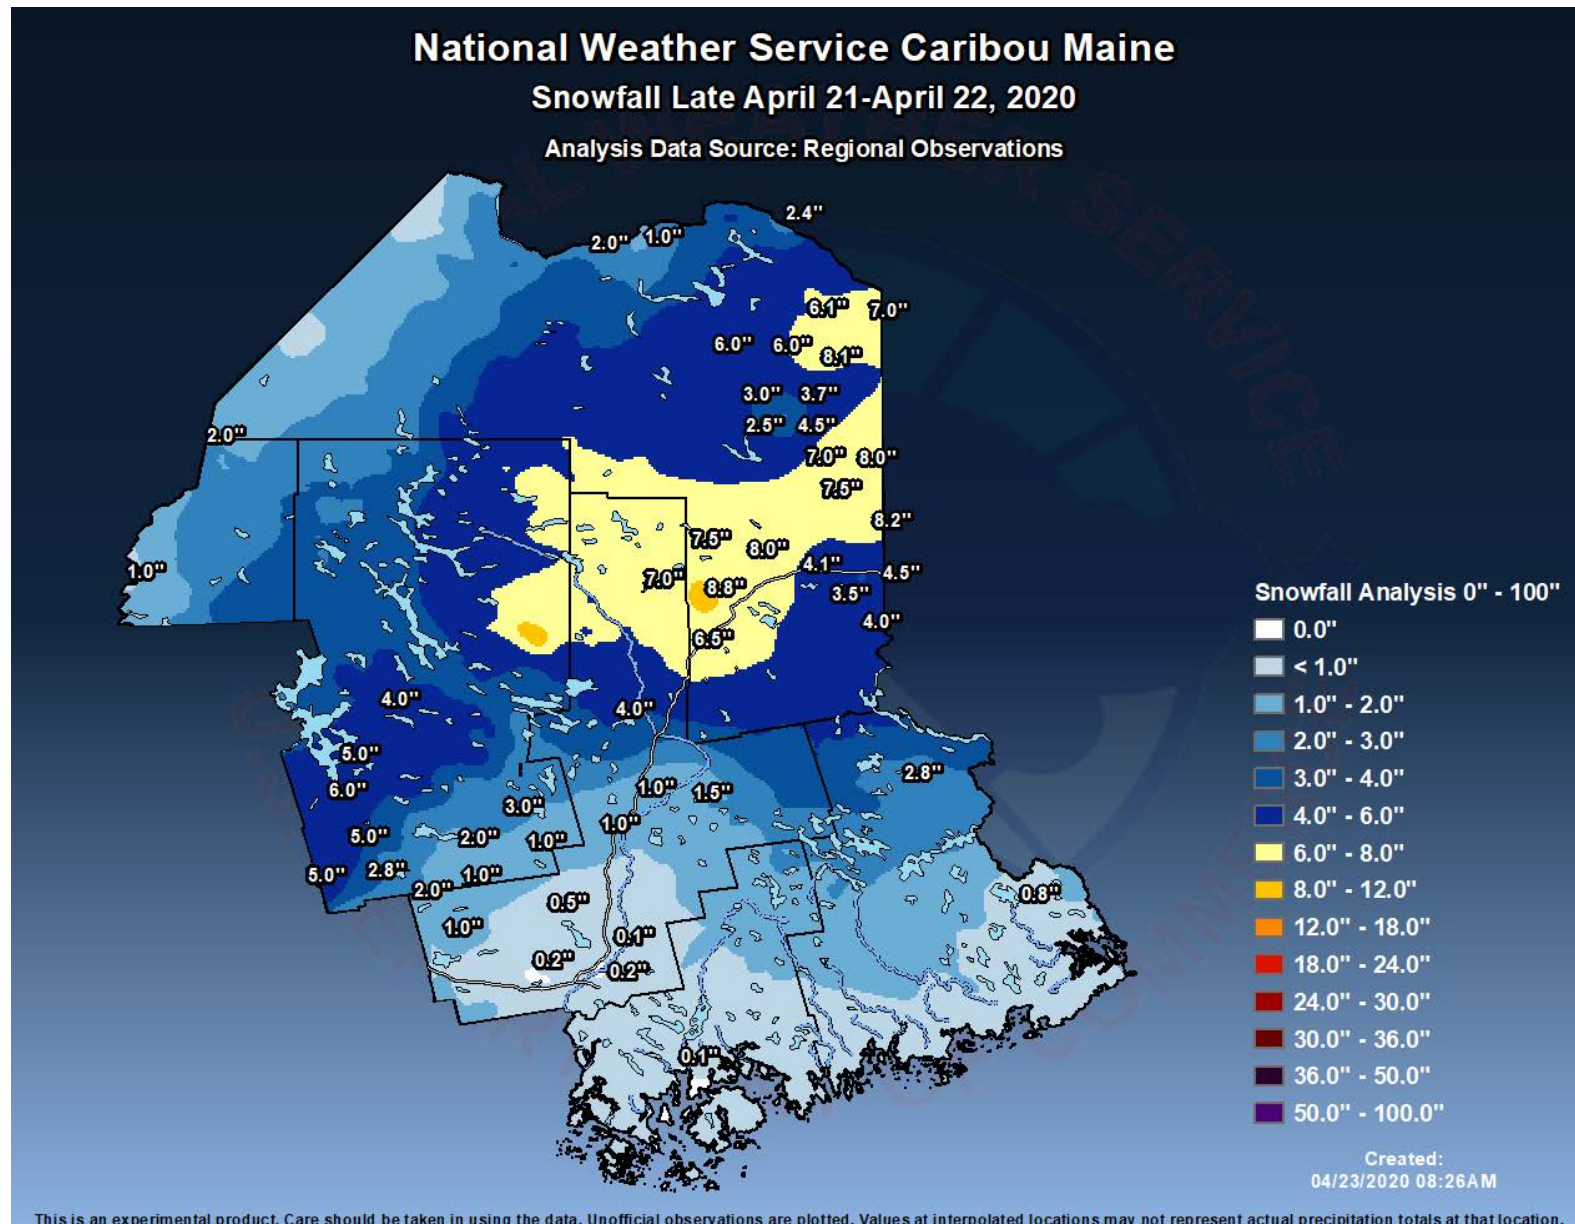 National Weather Service Caribou Maine
Snowfall Late April 21-April 22, 2020
Analysis Data Source: Regional Observations
2.4"
2.0" 1.0"
6.1" 7.0"
6.0" 6.0" 8.1"
3.0" 3.7"
2.5" 4.5"
2.0"
7.0" 8.0"
7.5"
8.2"
7.5" 8.0"
1.0" 7.0" 8.8" 4.1" 4.5"
3.5"
4.0"
6.5"
4.0" 4.0"
5.0"
2.8"
6.0" 3.0" 1.0" 1.5"
5.0" 2.0" 1.0" 1.0"
5.0" 2.8" 2.0" 1.0"
0.8"
0.5"
1.0" 0.1"
0.2" 0.2"
0.1"
Snowfall Analysis 0" - 100"
0.0"
< 1.0"
1.0" - 2.0"
2.0" - 3.0"
3.0" - 4.0"
4.0" - 6.0"
6.0" - 8.0"
8.0" - 12.0"
12.0" - 18.0"
18.0" - 24.0"
24.0" - 30.0"
30.0" - 36.0"
36.0" - 50.0"
50.0" - 100.0"
Created:
04/23/2020 08:26AM
This is an experimental product. Care should be taken in using the data. Unofficial observations are plotted. Values at interpolated locations may not represent actual precipitation totals at that location.